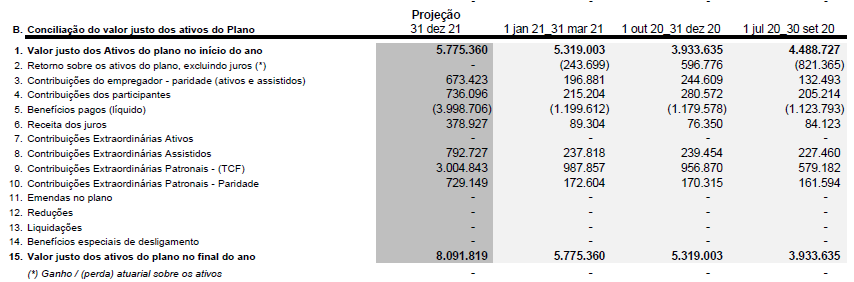 - - -
Projeção
B. Conciliação do valor justo dos ativos do Plano 31 dez 21 1 jan 21_31 mar 21 1 out 20_31 dez 20 1 jul 20_30 set 20
1. Valor justo dos Ativos do plano no início do ano 5.775.360 5.319.003 3.933.635 4.488.727
2. Retorno sobre os ativos do plano, excluindo juros (*) - (243.699) 596.776 (821.365)
3. Contribuições do empregador - paridade (ativos e assistidos) 673.423 196.881 244.609 132.493
4. Contribuições dos participantes 736.096 215.204 280.572 205.214
5. Benefícios pagos (líquido) (3.998.706) (1.199.612) (1.179.578) (1.123.793)
6. Receita dos juros 378.927 89.304 76.350 84.123
7. Contribuições Extraordinárias Ativos - - -
8. Contribuições Extraordinárias Assistidos 792.727 237.818 239.454 227.460
9. Contribuições Extraordinárias Patronais - (TCF) 3.004.843 987.857 956.870 579.182
10. Contribuições Extraordinárias Patronais - Paridade 729.149 172.604 170.315 161.594
11. Emendas no plano - - - -
12. Reduções - - - -
13. Liquidações - - - -
14. Benefícios especiais de desligamento - - - -
15. Valor justo dos ativos do plano no final do ano 8.091.819 5.775.360 5.319.003 3.933.635
(*) Ganho / (perda) atuarial sobre os ativos - - - -
- - -